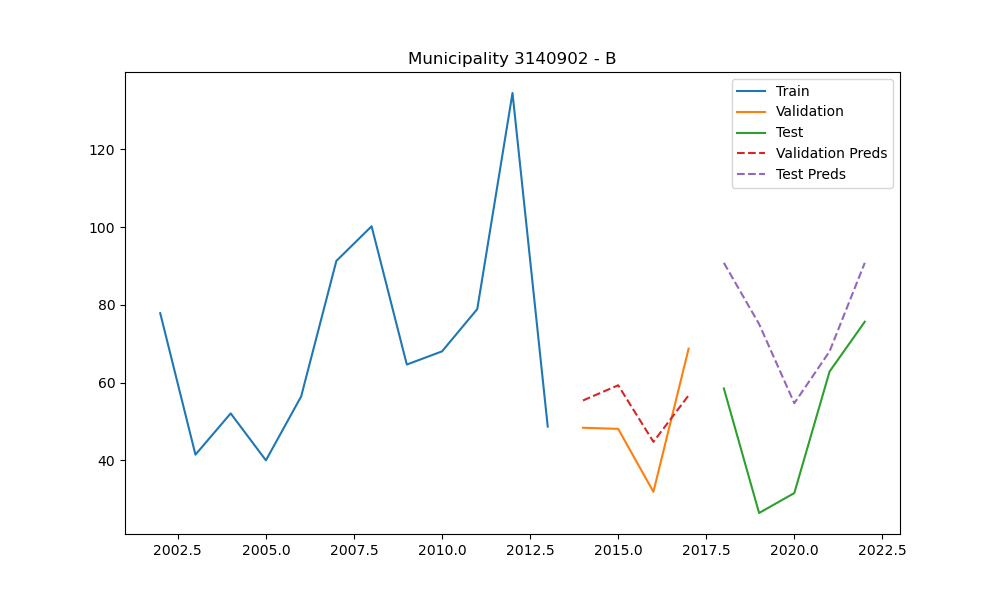 Municipality 3140902 - B
Train
Validation
Test
Validation Preds
Test Preds
120
100
80
60
40
2002.5 2005.0 2007.5 2010.0 2012.5 2015.0 2017.5 2020.0 2022.5